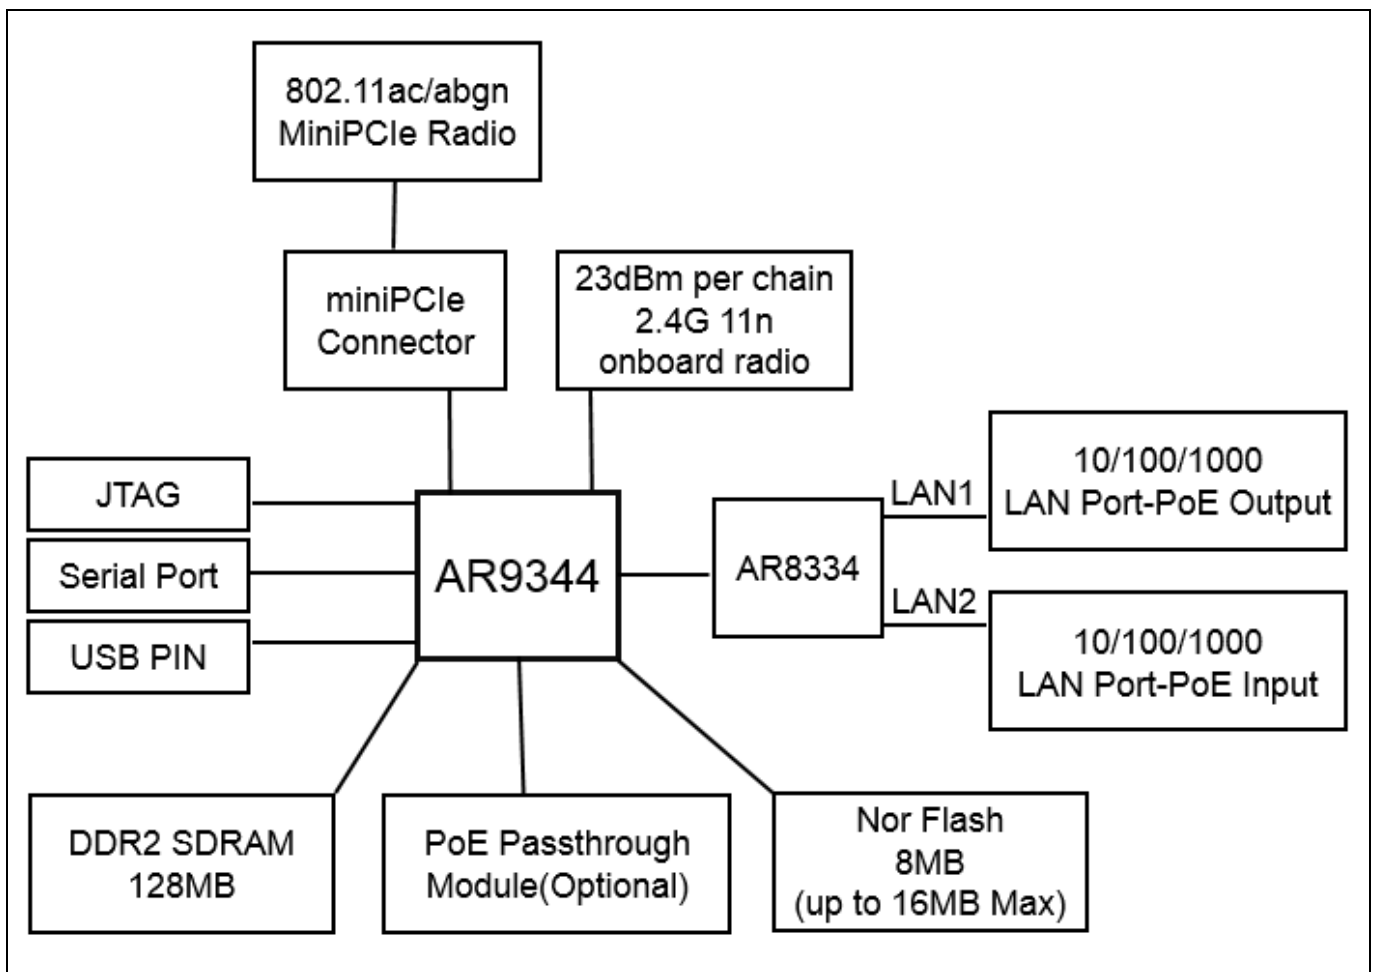 802.11ac/abgn
MiniPCIe Radio
miniPCIe
Connector
23dBm per chain
2.4G 11n
onboard radio
JTAG
Serial Port
USB PIN
AR9344
AR8334
LAN1
LAN2
10/100/1000
LAN Port-PoE Output
10/100/1000
LAN Port-PoE Input
DDR2 SDRAM
128MB
PoE Passthrough
Module(Optional)
Nor Flash
8MB
(up to 16MB Max)